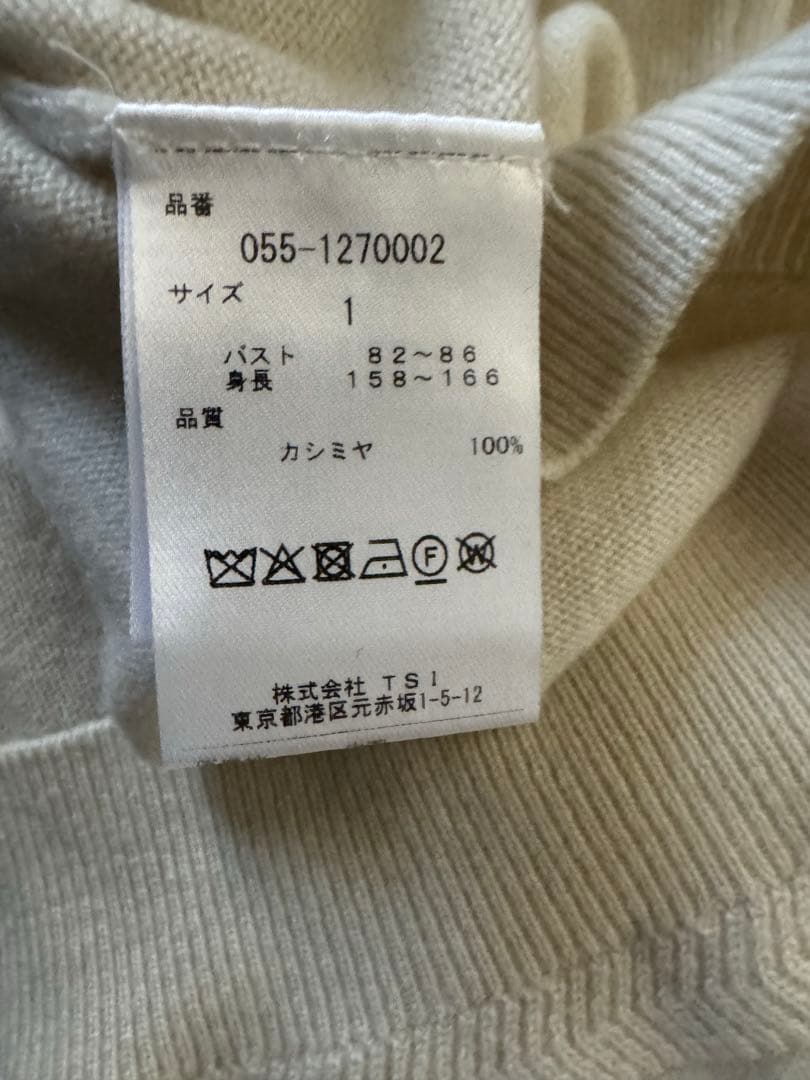 品番
055-1270002
サイズ
1
バスト 82〜86
身長 158〜166
品質
カシミヤ 100%
F W
株式会社 TSI
東京都港区元赤坂1-5-12